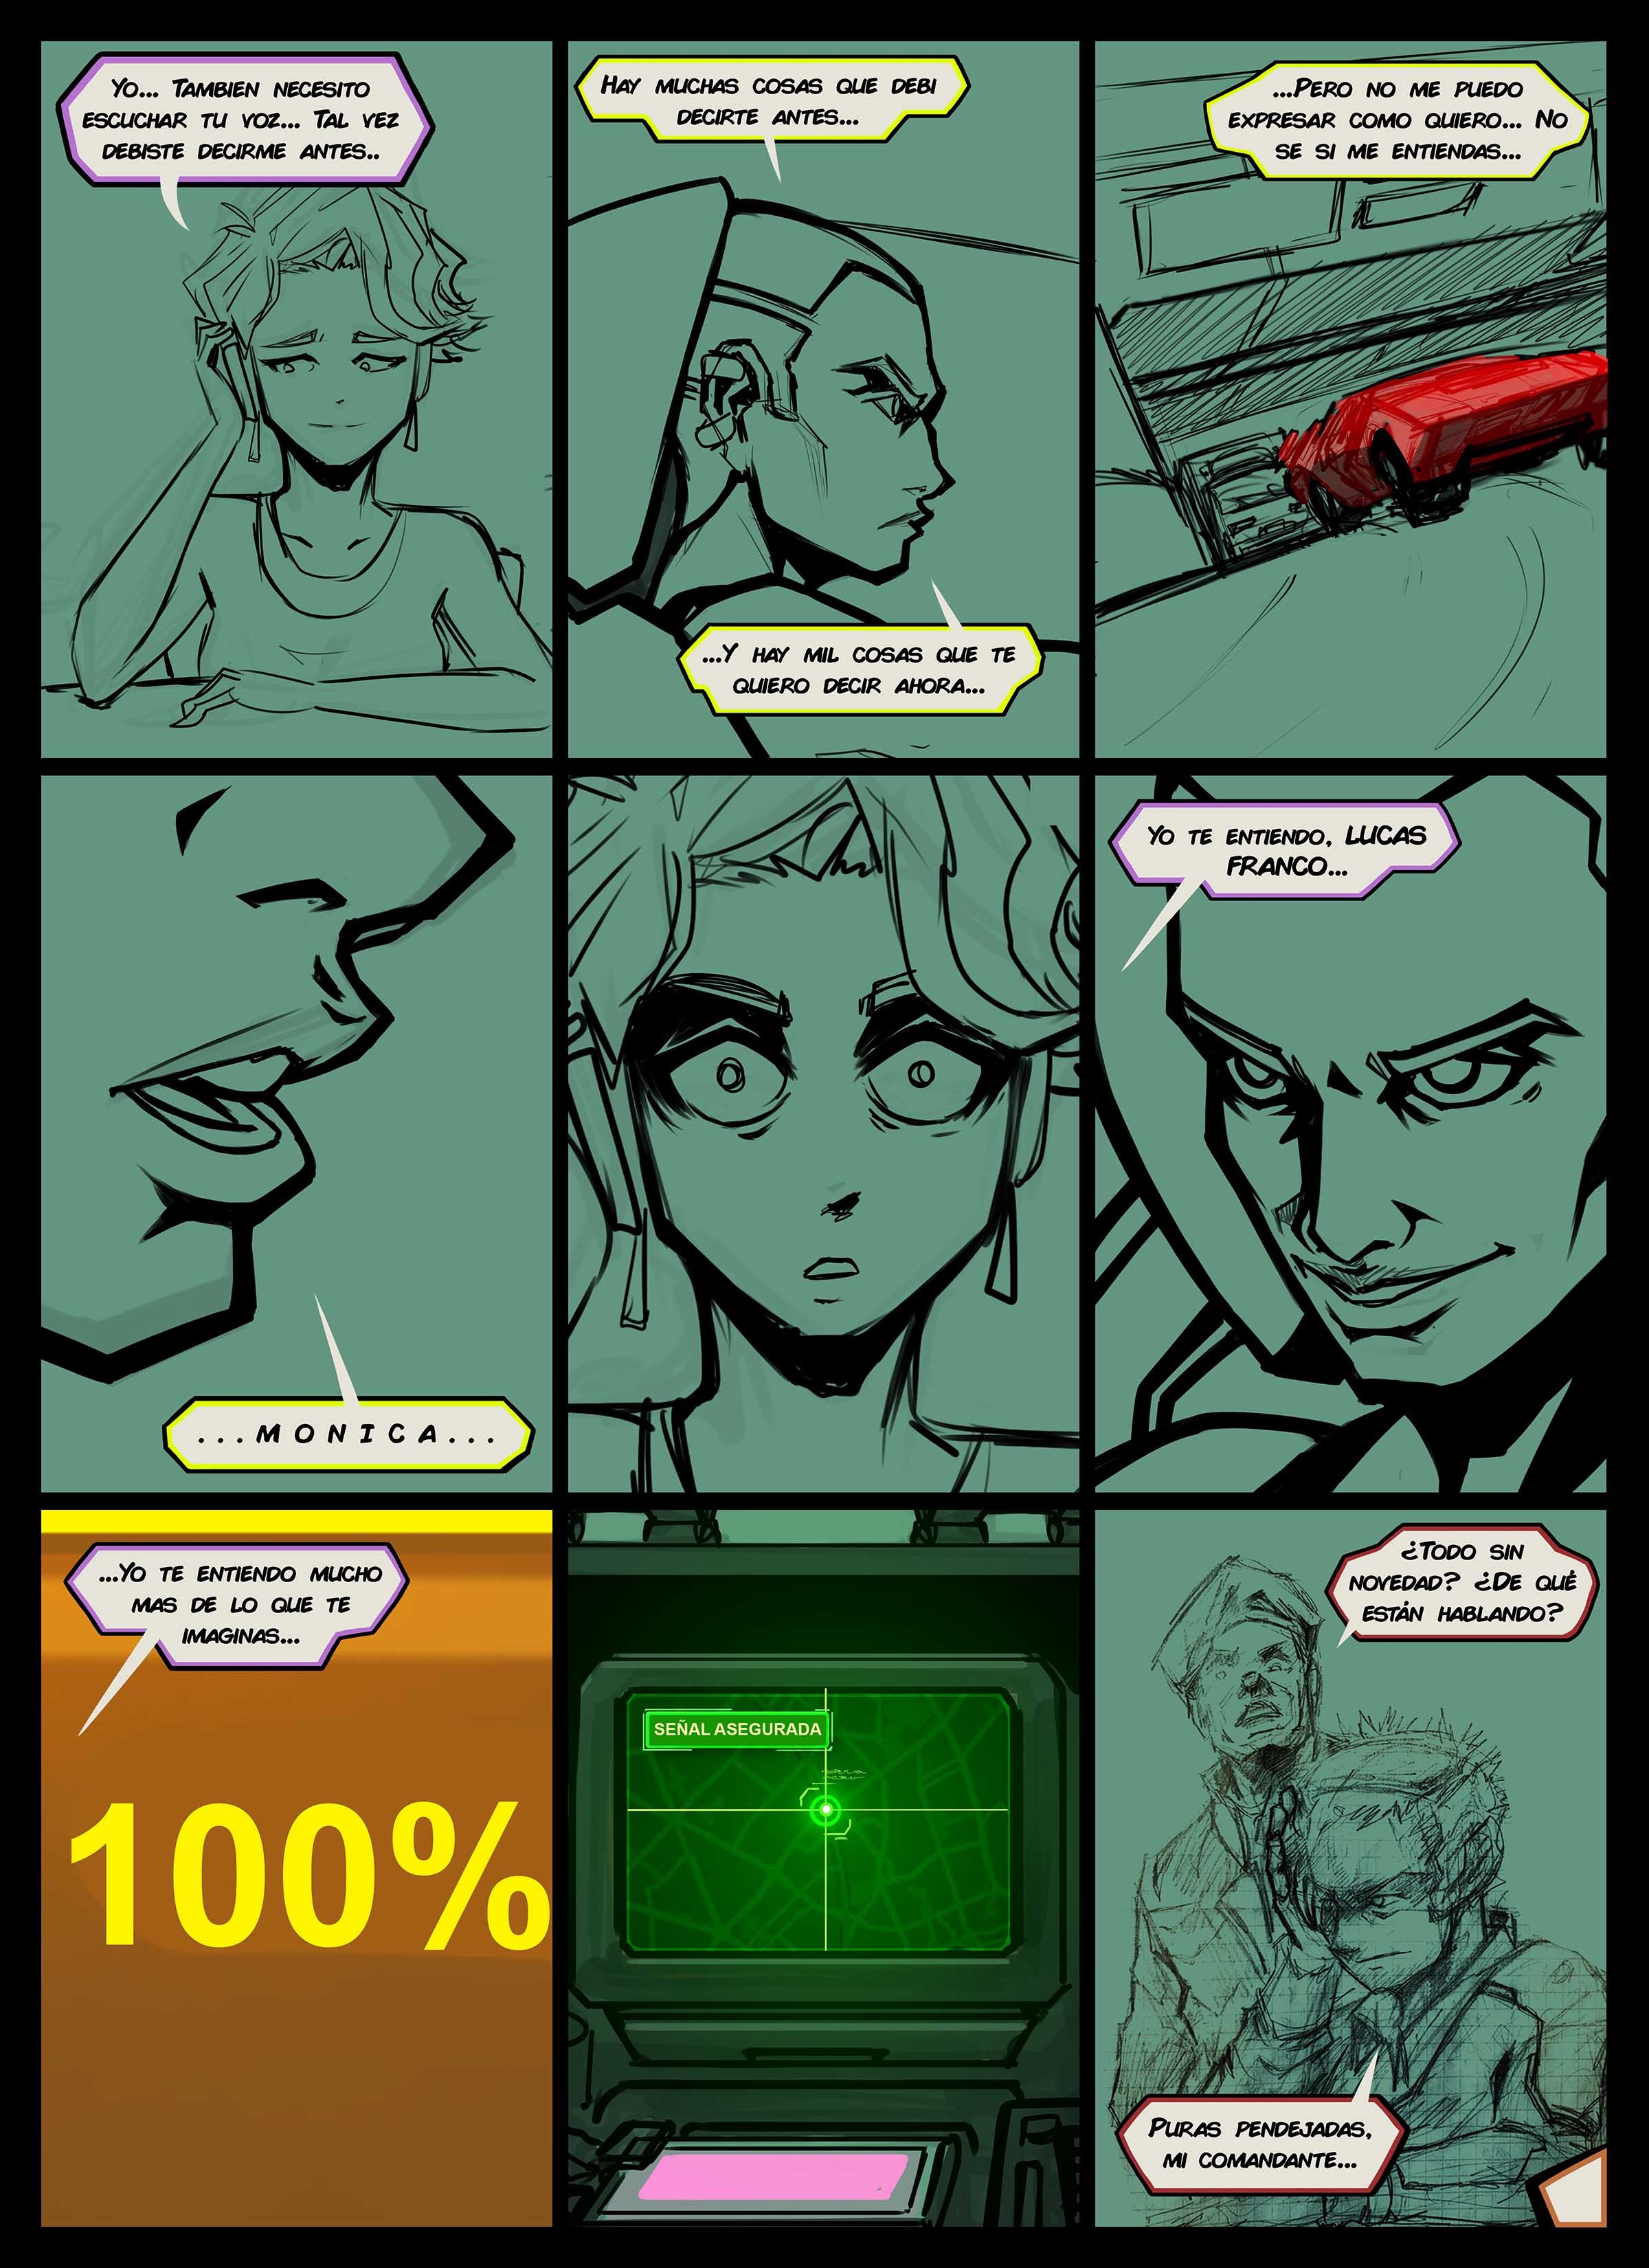 YO... TAMBIEN NECESITO
ESCUCHAR TU VOZ... TAL VEZ
DEBISTE DECIRME ANTES..
HAY MUCHAS COSAS QUE DEBI
DECIRTE ANTES...
...Y HAY MIL COSAS QUE TE
QUIERO DECIR AHORA...
...PERO NO ME PUEDO
EXPRESAR COMO QUIERO... NO
SE SI ME ENTIENDAS...
...MONICA...
YO TE ENTIENDO, LUCAS
FRANCO...
...YO TE ENTIENDO MUCHO
MAS DE LO QUE TE
IMAGINAS...
100%
SEÑAL ASEGURADA
¿TODO SIN
NOVEDAD? ¿DE QUÉ
ESTÁN HABLANDO?
PURAS PENDEJADAS,
MI COMANDANTE...